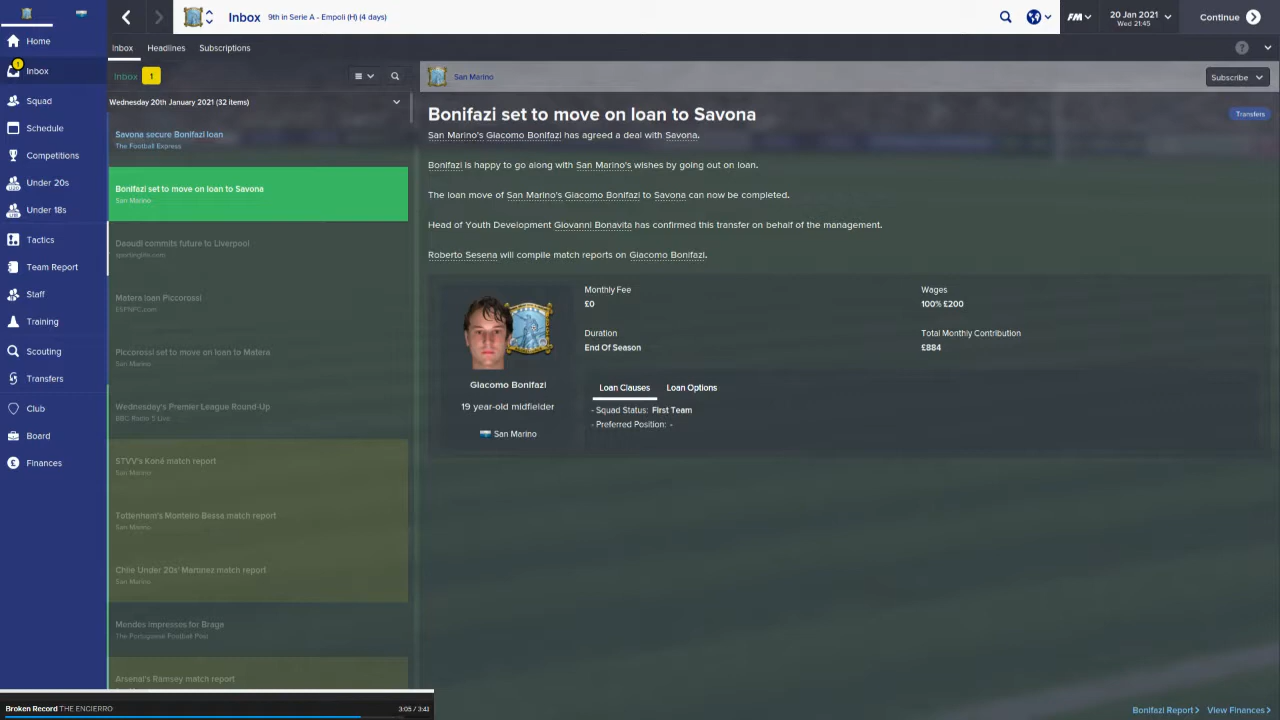 Inbox
9th in Serie A - Empoli (H) (4 days)
FM
20 Jan 2021
Wed 21:45
Continue
Home
Inbox
Squad
Schedule
Competitions
Under 20s
Under 18s
Tactics
Team Report
Staff
Training
Scouting
Transfers
Club
Board
Finances
Inbox Headlines Subscriptions
Inbox 1
Wednesday 20th January 2021 (32 items)
Savona secure Bonifazi loan
The Football Express
Bonifazi set to move on loan to Savona
San Marino
Daoudi commits future to Liverpool
sportinglife.com
Matera loan Piccorossi
ESPNFC.com
Piccorossi set to move on loan to Matera
San Marino
Wednesday's Premier League Round-Up
BBC Radio 5 Live
STVV's Koné match report
San Marino
Tottenham's Monteiro Bessa match report
San Marino
Chile Under 20s' Martínez match report
San Marino
Mendes impresses for Braga
The Portuguese Football Post
Arsenal's Ramsey match report
San Marino
Subscribe
Bonifazi set to move on loan to Savona
Transfers
San Marino's Giacomo Bonifazi has agreed a deal with Savona.
Bonifazi is happy to go along with San Marino's wishes by going out on loan.
The loan move of San Marino's Giacomo Bonifazi to Savona can now be completed.
Head of Youth Development Giovanni Bonavita has confirmed this transfer on behalf of the management.
Roberto Sesena will compile match reports on Giacomo Bonifazi.
Giacomo Bonifazi
19 year-old midfielder
San Marino
Monthly Fee
£0
Wages
100% £200
Duration
End Of Season
Total Monthly Contribution
£884
Loan Clauses Loan Options
- Squad Status: First Team
- Preferred Position: -
Broken Record THE ENCIERRO
3:05 / 3:43
Bonifazi Report
View Finances